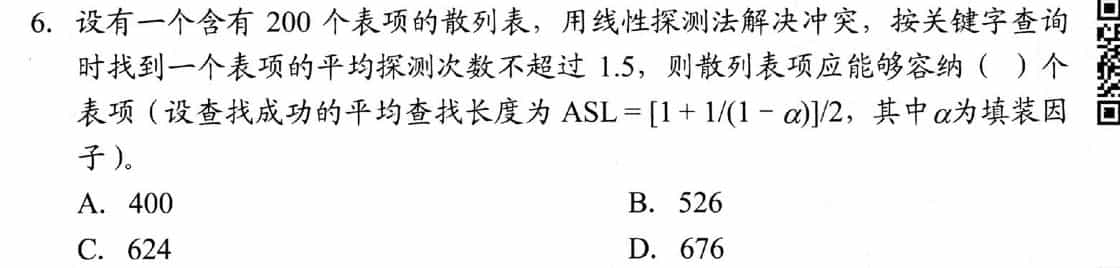 6. 设有一个含有 200 个表项的散列表，用线性探测法解决冲突，按关键字查询
时找到一个表项的平均探测次数不超过 1.5，则散列表项应能够容纳（ ）个
表项（设查找成功的平均查找长度为 ASL = [1 + 1/(1 - α)]/2，其中α为填装因
子）。
A. 400 B. 526
C. 624 D. 676